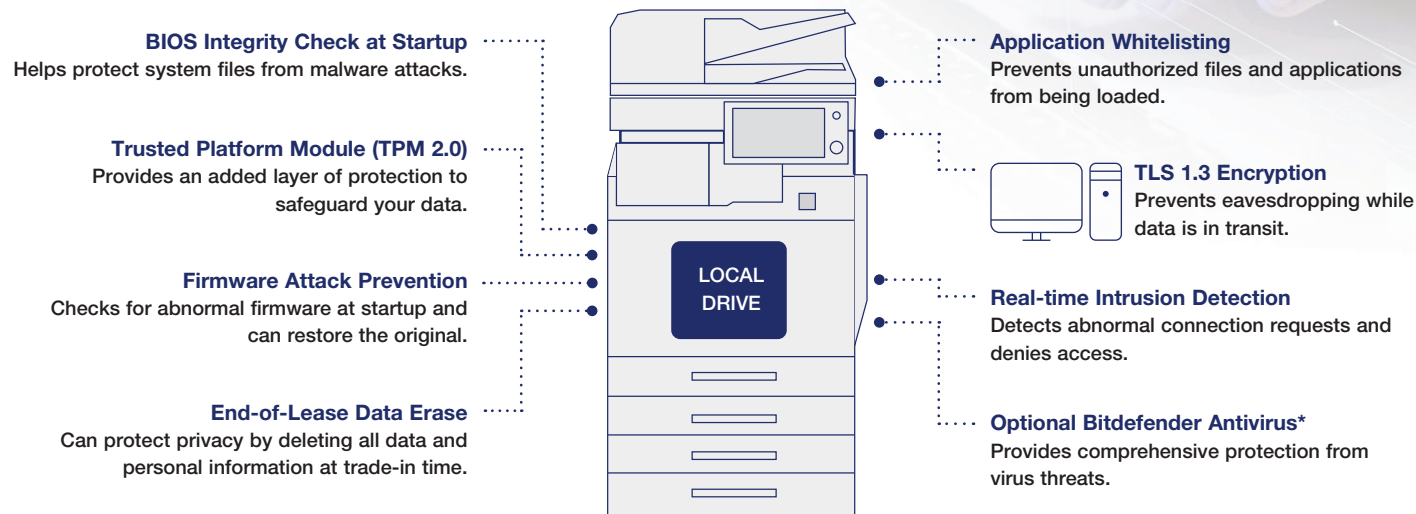 BIOS Integrity Check at Startup
Helps protect system files from malware attacks.
Trusted Platform Module (TPM 2.0)
Provides an added layer of protection to
safeguard your data.
Firmware Attack Prevention
Checks for abnormal firmware at startup and
can restore the original.
End-of-Lease Data Erase
Can protect privacy by deleting all data and
personal information at trade-in time.
LOCAL
DRIVE
Application Whitelisting
Prevents unauthorized files and applications
from being loaded.
TLS 1.3 Encryption
Prevents eavesdropping while
data is in transit.
Real-time Intrusion Detection
Detects abnormal connection requests and
denies access.
Optional Bitdefender Antivirus*
Provides comprehensive protection from
virus threats.